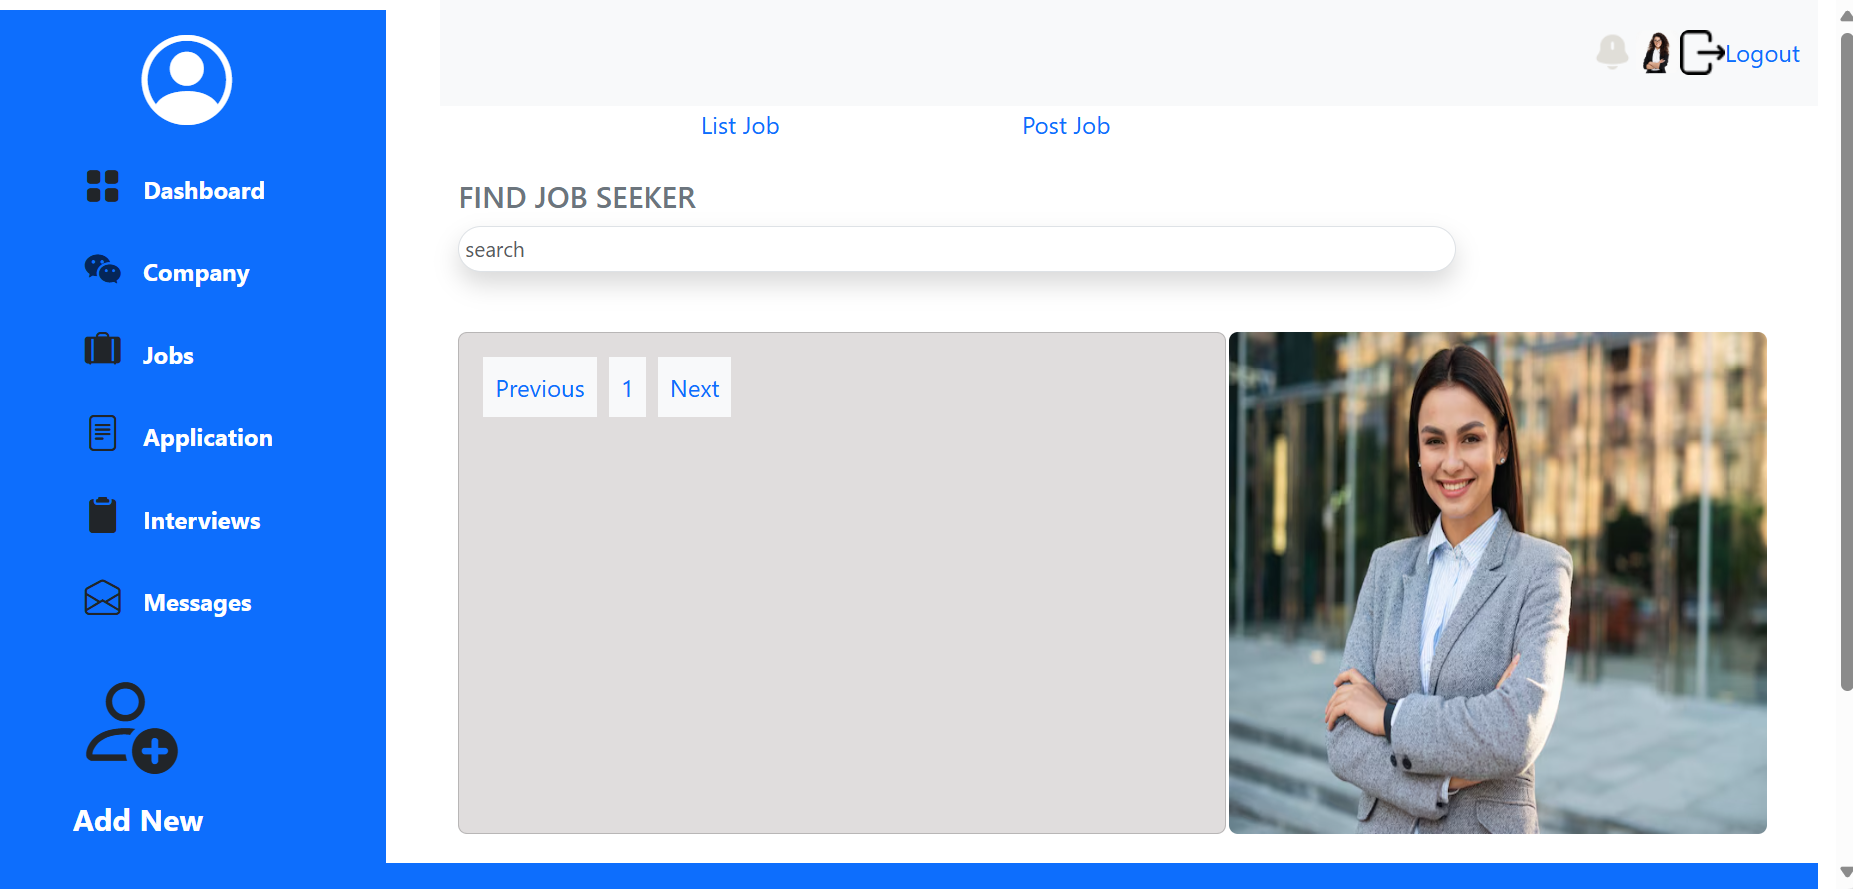 Logout
List Job
Post Job
Dashboard
Company
Jobs
Application
Interviews
Messages
Add New
FIND JOB SEEKER
search
Previous
1
Next